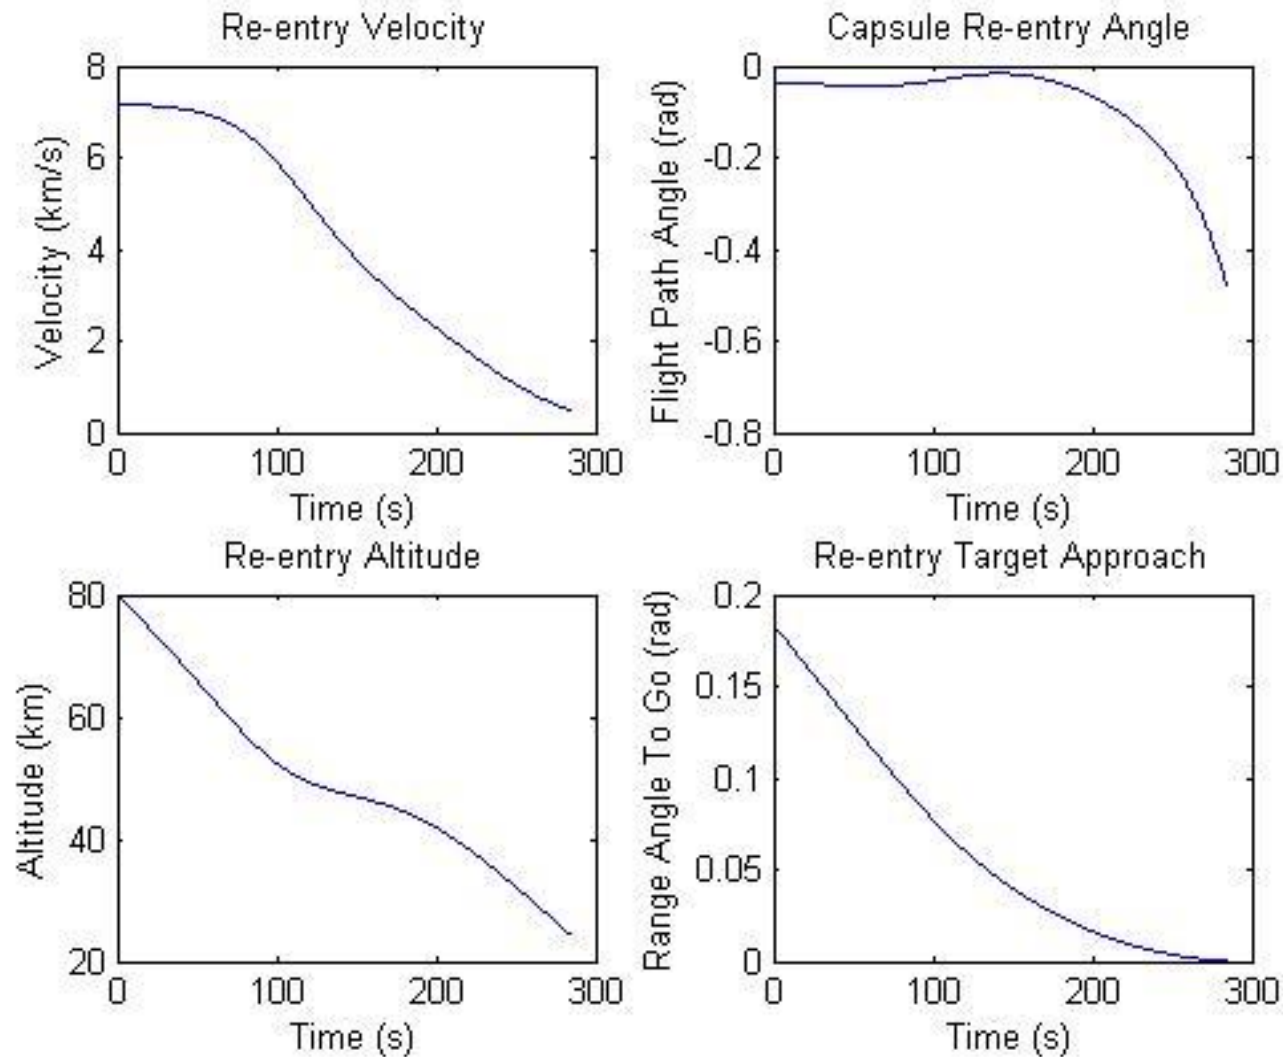 Re-entry Velocity
8
6
4
2
0
Velocity (km/s)
0 100 200 300
Time (s)
Capsule Re-entry Angle
0
-0.2
-0.4
-0.6
-0.8
Flight Path Angle (rad)
0 100 200 300
Time (s)
Re-entry Altitude
80
60
40
20
Altitude (km)
0 100 200 300
Time (s)
Re-entry Target Approach
0.2
0.15
0.1
0.05
0
Range Angle To Go (rad)
0 100 200 300
Time (s)